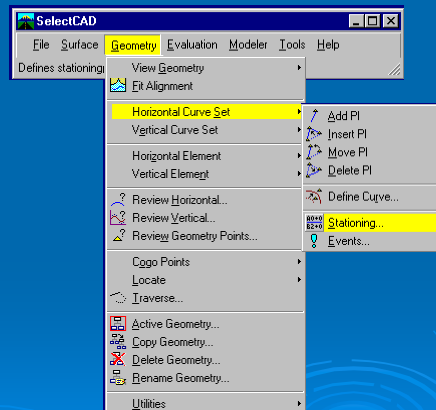 SelectCAD
File Surface Geometry Evaluation Modeler Tools Help
Defines stationing
View Geometry
Fit Alignment
Horizontal Curve Set
Vertical Curve Set
Horizontal Element
Vertical Element
Review Horizontal...
Review Vertical...
Review Geometry Points...
Cogo Points
Locate
Traverse...
Active Geometry...
Copy Geometry...
Delete Geometry...
Rename Geometry...
Utilities
Add PI
Insert PI
Move PI
Delete PI
Define Curve...
Stationing...
Events...